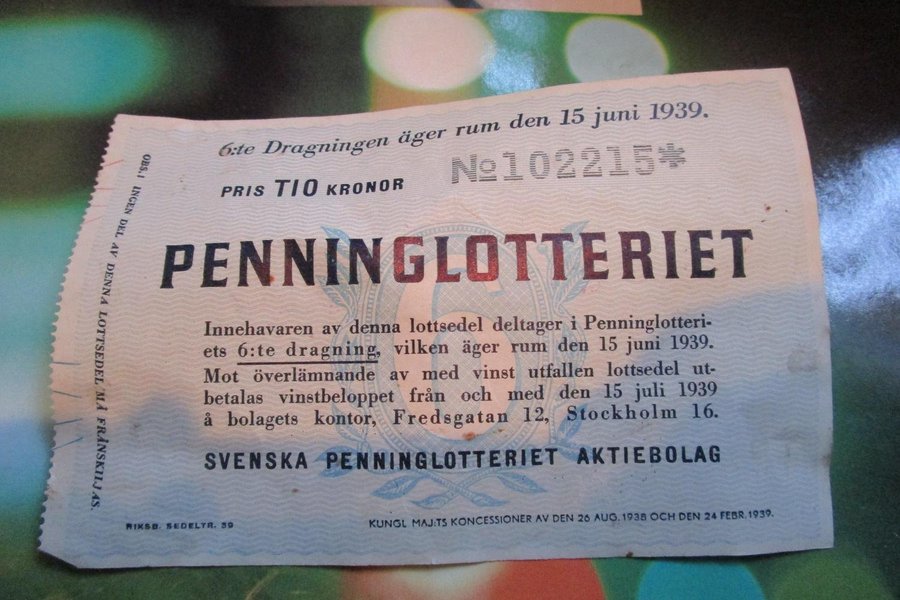 6:te Dragningen äger rum den 15 juni 1939.
PRIS TIO KRONOR
No 102215*
PENNINGLOTTERIET
6
Innehavaren av denna lottsedel deltager i Penninglotteri-
ets 6:te dragning, vilken äger rum den 15 juni 1939.
Mot överlämnande av med vinst utfallen lottsedel ut-
betalas vinstbeloppet från och med den 15 juli 1939
å bolagets kontor, Fredsgatan 12, Stockholm 16.
SVENSKA PENNINGLOTTERIET AKTIEBOLAG
RIKSB. SEDELTR. 39
KUNGL MAJ:TS KONCESSIONER AV DEN 26 AUG. 1938 OCH DEN 24 FEBR. 1939.
OBS.! INGEN DEL AV DENNA LOTTSEDEL MÅ FRÅNSKILJAS.